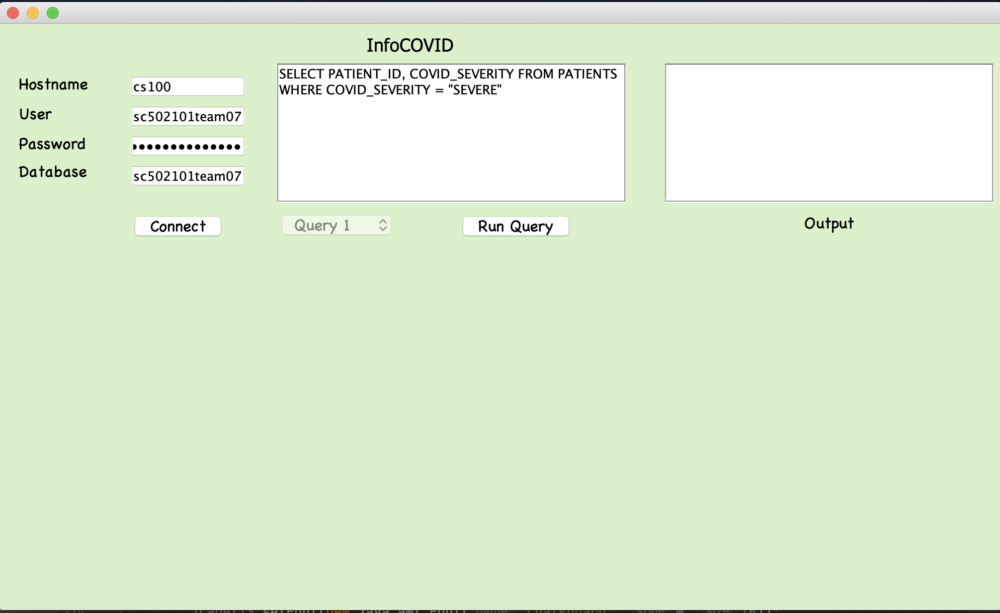 InfoCOVID
Hostname
cs100
User
sc502101team07
Password
Database
sc502101team07
SELECT PATIENT_ID, COVID_SEVERITY FROM PATIENTS
WHERE COVID_SEVERITY = "SEVERE"
Connect
Query 1
Run Query
Output